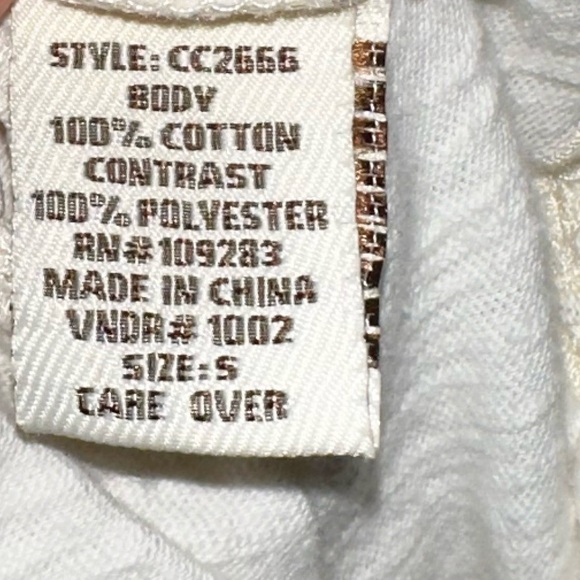 STYLE: CC2666
BODY
100% COTTON
CONTRAST
100% POLYESTER
RN# 109283
MADE IN CHINA
VNDR# 1002
SIZE: S
CARE OVER